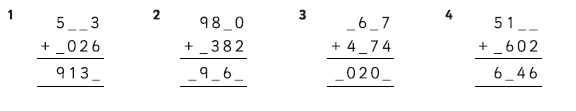 1 5__3 2 98_0 3 _6_7 4 51__
+ _026 + _382 + 4_74 + _602
913_ _9_6_ _020_ 6_46